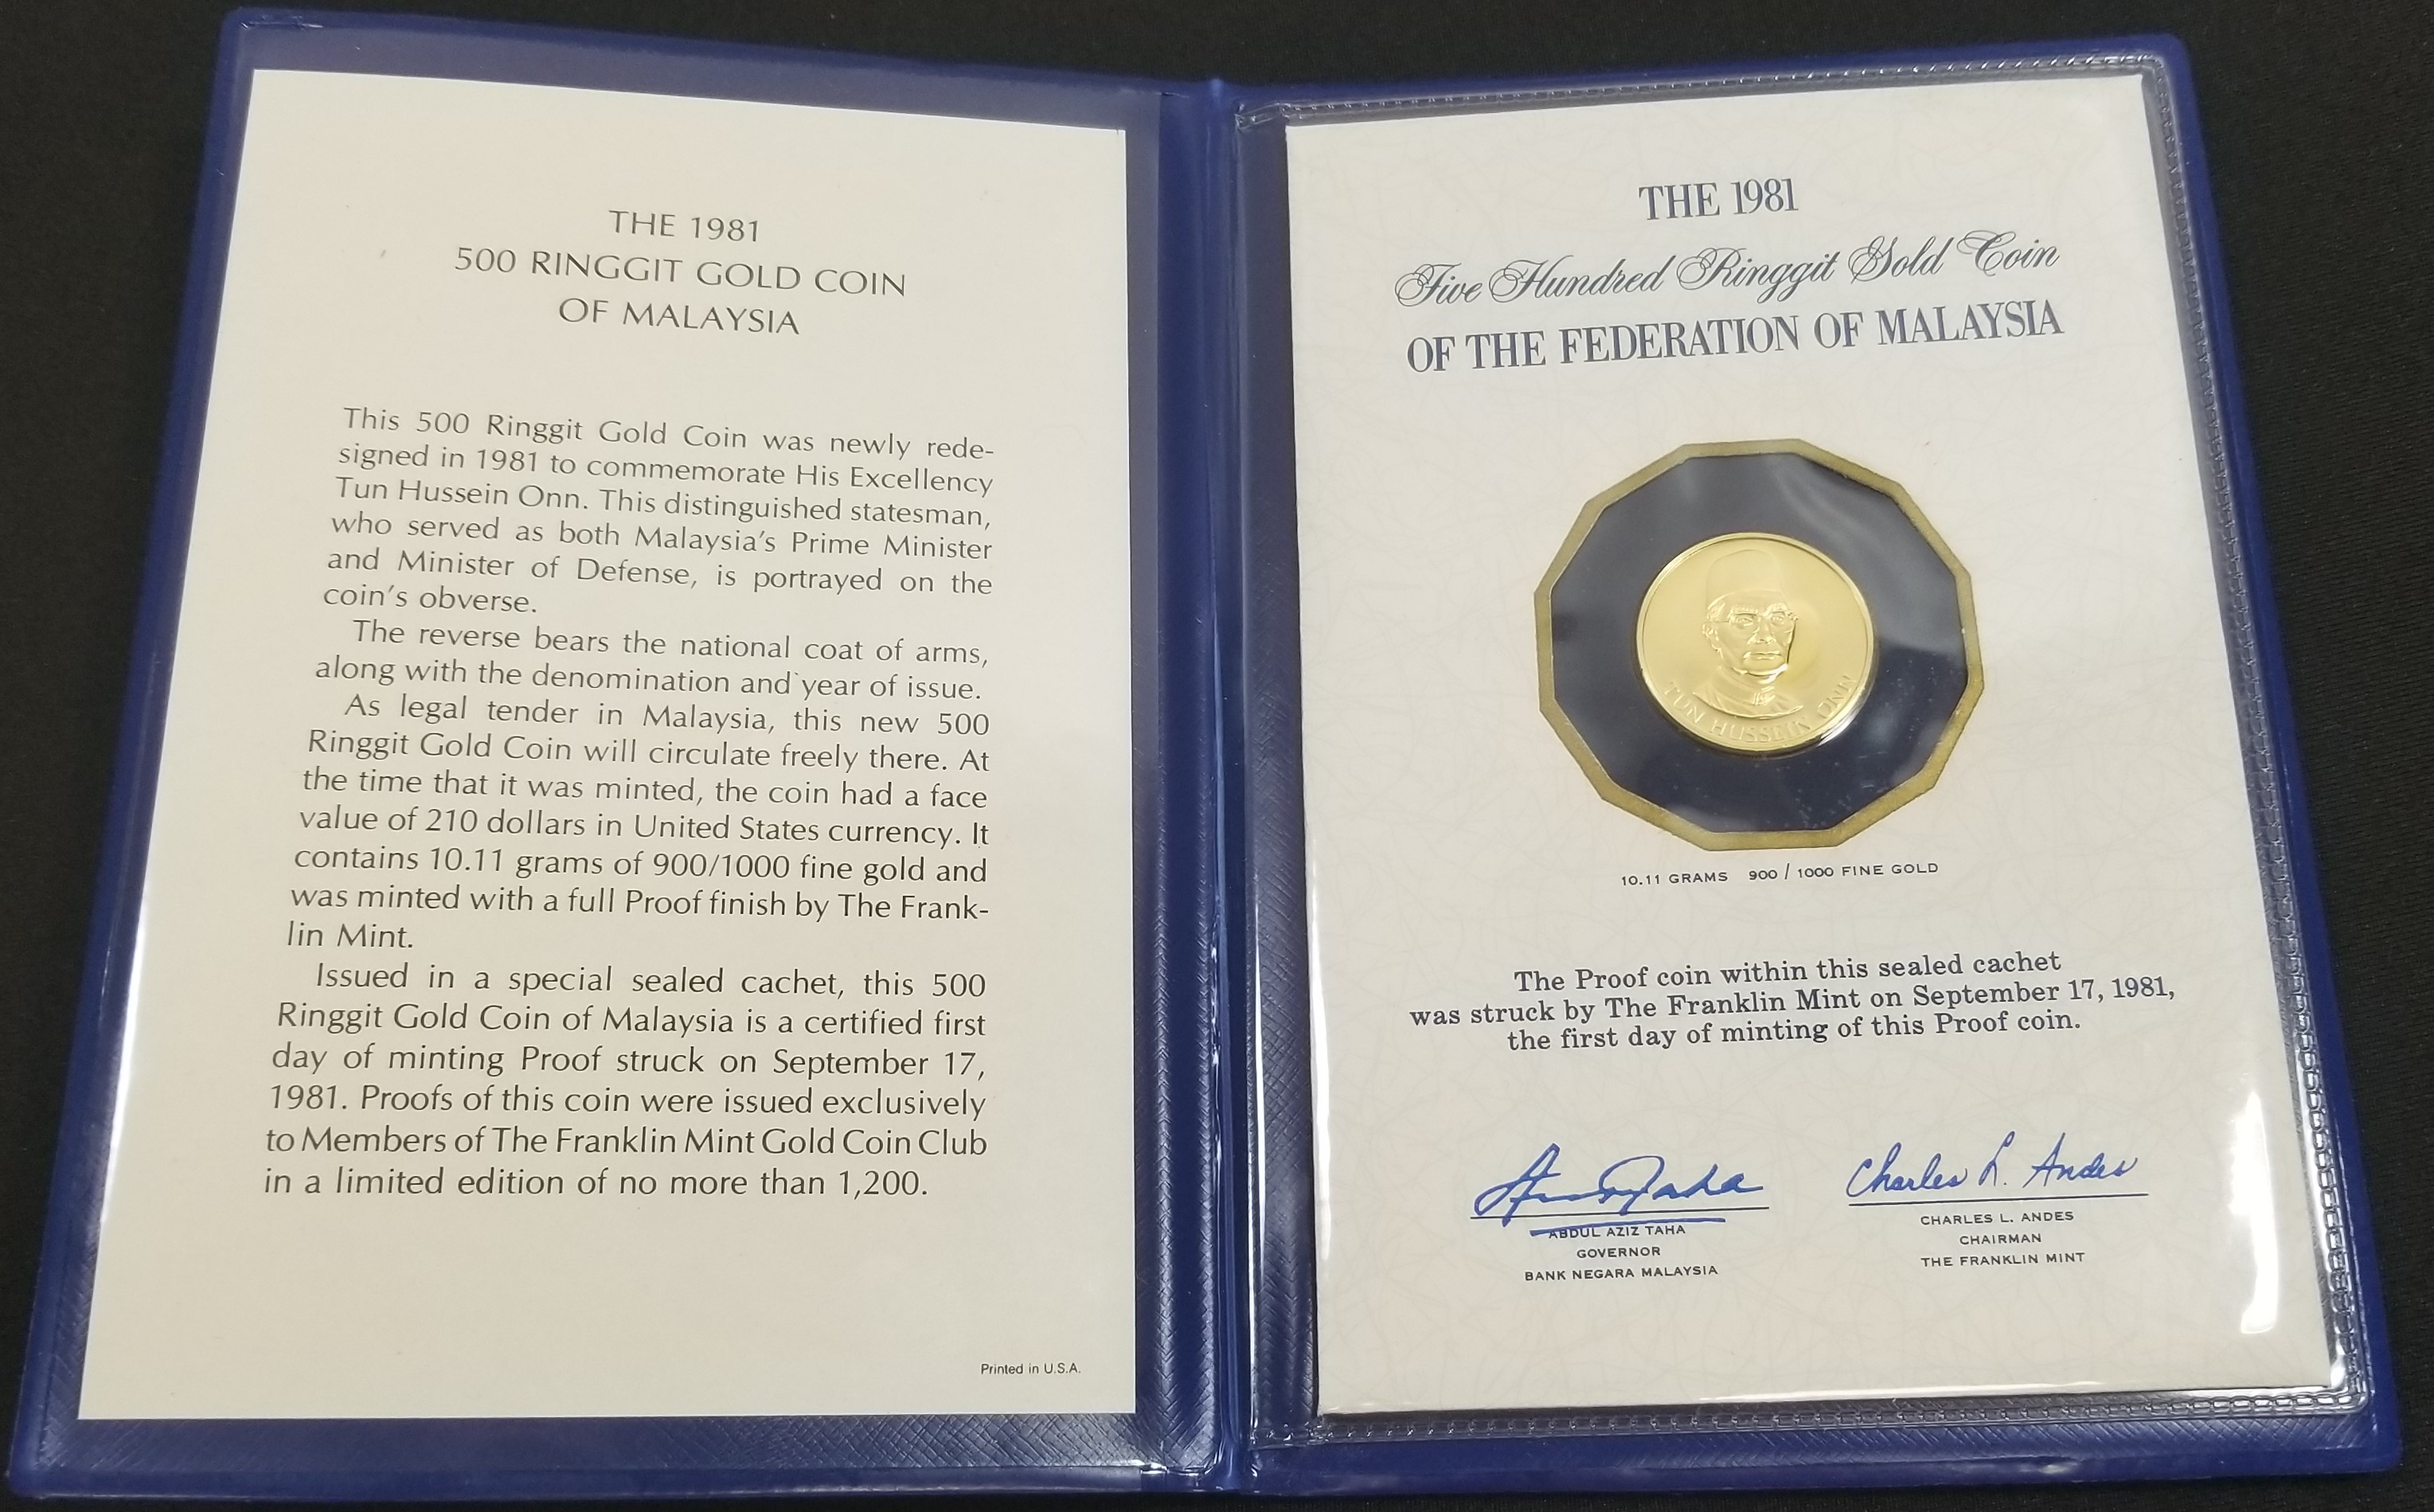 THE 1981
500 RINGGIT GOLD COIN
OF MALAYSIA
This 500 Ringgit Gold Coin was newly rede-
signed in 1981 to commemorate His Excellency
Tun Hussein Onn. This distinguished statesman,
who served as both Malaysia's Prime Minister
and Minister of Defense, is portrayed on the
coin's obverse.
The reverse bears the national coat of arms,
along with the denomination and year of issue.
As legal tender in Malaysia, this new 500
Ringgit Gold Coin will circulate freely there. At
the time that it was minted, the coin had a face
value of 210 dollars in United States currency. It
contains 10.11 grams of 900/1000 fine gold and
was minted with a full Proof finish by The Frank-
lin Mint.
Issued in a special sealed cachet, this 500
Ringgit Gold Coin of Malaysia is a certified first
day of minting Proof struck on September 17,
1981. Proofs of this coin were issued exclusively
to Members of The Franklin Mint Gold Coin Club
in a limited edition of no more than 1,200.
Printed in U.S.A.
THE 1981
Five Hundred Ringgit Gold Coin
OF THE FEDERATION OF MALAYSIA
TUN HUSSEIN ONN
10.11 GRAMS 900 / 1000 FINE GOLD
The Proof coin within this sealed cachet
was struck by The Franklin Mint on September 17, 1981,
the first day of minting of this Proof coin.
Charles L. Andes
ABDUL AZIZ TAHA
GOVERNOR
BANK NEGARA MALAYSIA
CHARLES L. ANDES
CHAIRMAN
THE FRANKLIN MINT